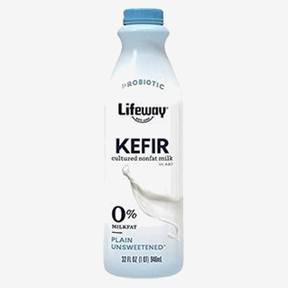 PROBIOTIC
Lifeway
KEFIR
cultured nonfat milk
0%
MILKFAT
PLAIN
UNSWEETENED
32 FL OZ (1 QT) 946mL